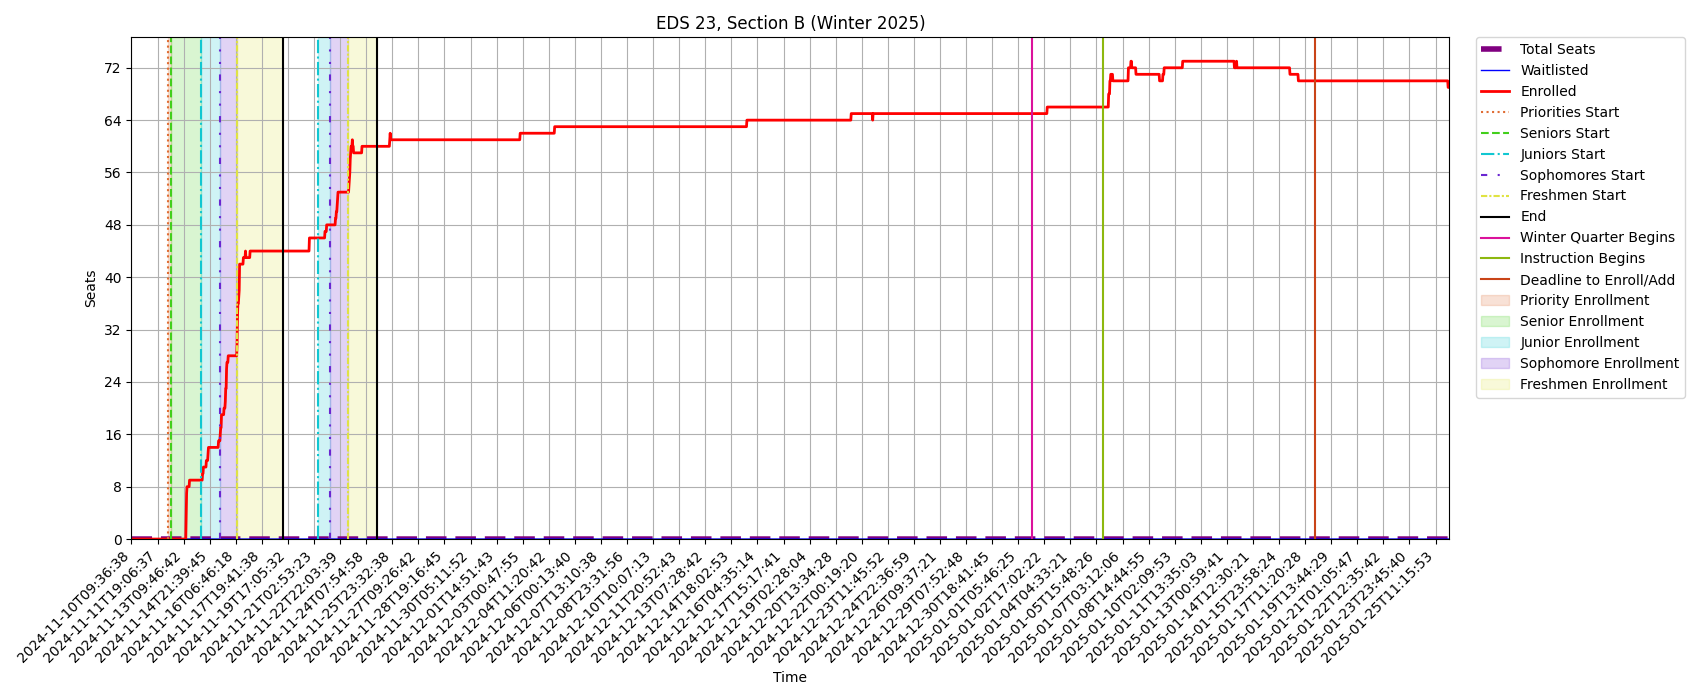 EDS 23, Section B (Winter 2025)
Seats
72
64
56
48
40
32
24
16
8
0
2024-11-10T09:36:38
2024-11-11T19:06:37
2024-11-13T09:46:42
2024-11-14T21:39:45
2024-11-16T06:46:18
2024-11-17T19:41:38
2024-11-19T17:05:32
2024-11-21T02:53:23
2024-11-22T22:03:39
2024-11-24T07:54:58
2024-11-25T23:32:38
2024-11-27T09:26:42
2024-11-28T19:16:45
2024-11-30T05:11:52
2024-12-01T14:51:43
2024-12-03T00:47:55
2024-12-04T11:20:42
2024-12-06T00:13:40
2024-12-07T13:10:38
2024-12-08T23:31:56
2024-12-10T10:07:13
2024-12-11T20:52:43
2024-12-13T07:28:42
2024-12-14T18:02:53
2024-12-16T04:35:14
2024-12-17T15:17:41
2024-12-19T02:28:04
2024-12-20T13:34:28
2024-12-22T00:19:20
2024-12-23T11:45:52
2024-12-24T22:36:59
2024-12-26T09:37:21
2024-12-29T07:52:48
2024-12-30T18:41:45
2025-01-01T05:46:25
2025-01-02T17:02:22
2025-01-04T04:33:21
2025-01-05T15:48:26
2025-01-07T03:12:06
2025-01-08T14:44:55
2025-01-10T02:09:53
2025-01-11T13:35:03
2025-01-13T00:59:41
2025-01-14T12:30:21
2025-01-15T23:58:24
2025-01-17T11:20:28
2025-01-19T13:44:29
2025-01-21T01:05:47
2025-01-22T12:35:42
2025-01-23T23:45:40
2025-01-25T11:15:53
Time
Total Seats
Waitlisted
Enrolled
Priorities Start
Seniors Start
Juniors Start
Sophomores Start
Freshmen Start
End
Winter Quarter Begins
Instruction Begins
Deadline to Enroll/Add
Priority Enrollment
Senior Enrollment
Junior Enrollment
Sophomore Enrollment
Freshmen Enrollment